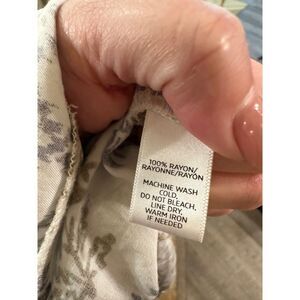 100% RAYON/
RAYONNE/RAYON
MACHINE WASH
COLD.
DO NOT BLEACH.
LINE DRY.
WARM IRON
IF NEEDED